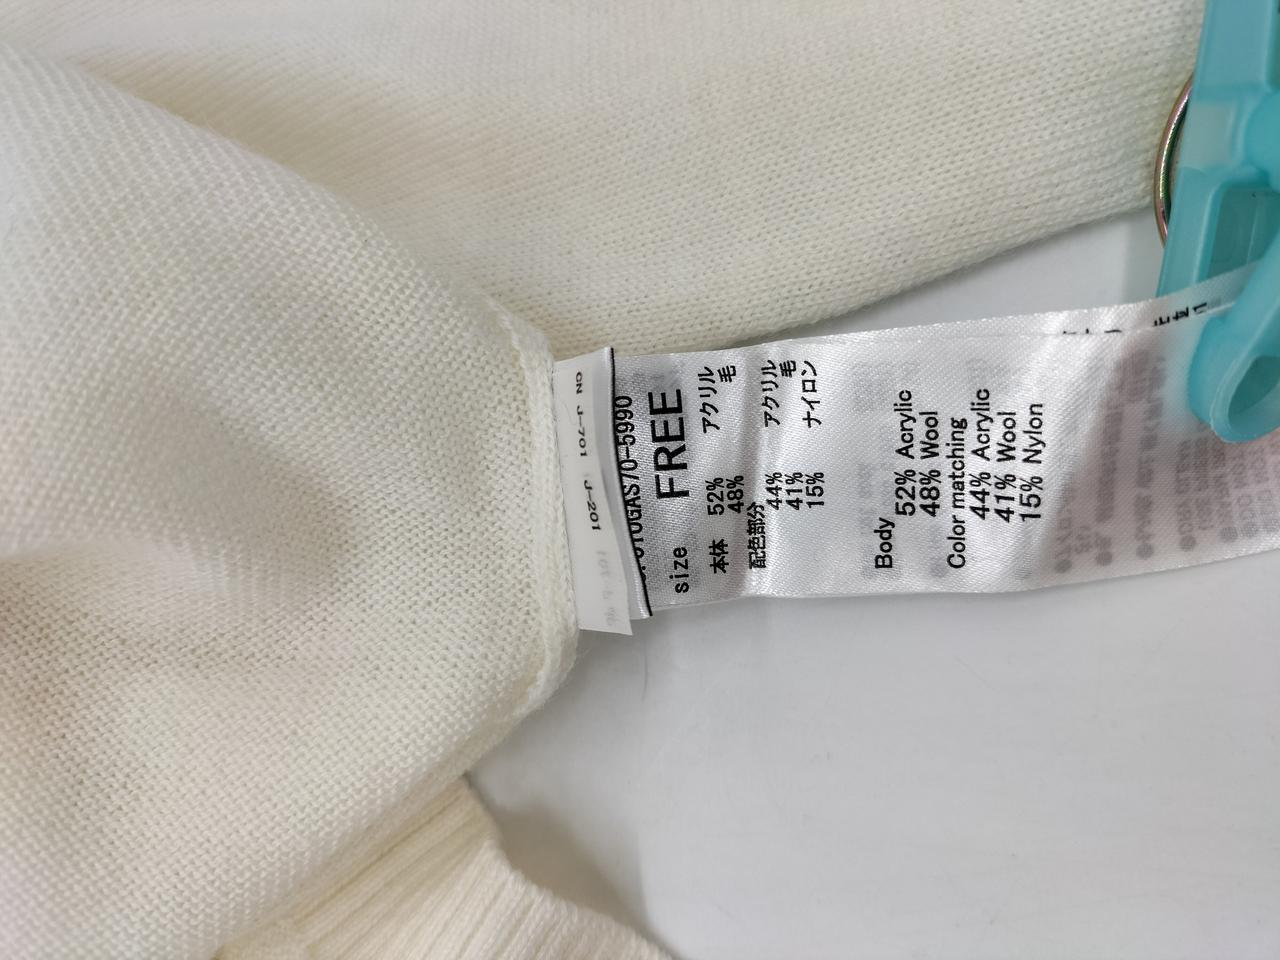 ON J-701 J-201
size FREE
本体 52% アクリル
48% 毛
配色部分
44% アクリル
41% 毛
15% ナイロン
Body
52% Acrylic
48% Wool
Color matching
44% Acrylic
41% Wool
15% Nylon